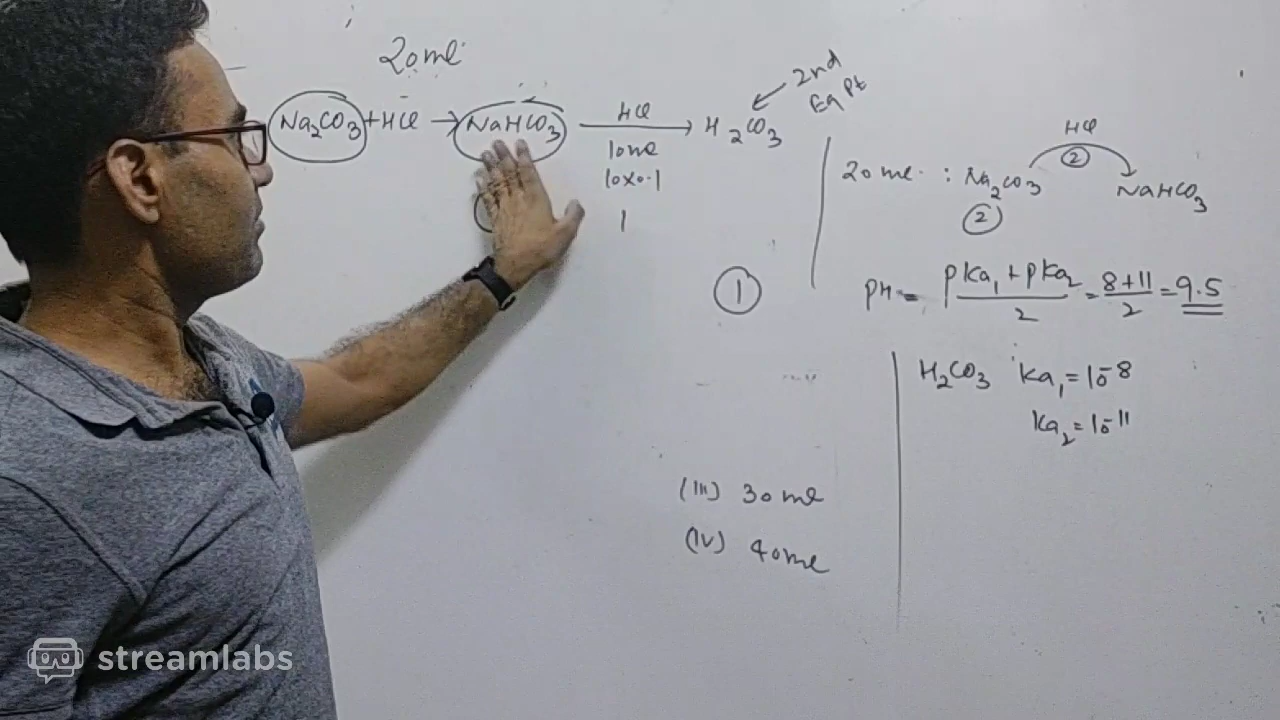 20ml
Na₂CO₃ + HCl → NaHCO₃ HCl → H₂CO₃
2nd
Eq Pt
10ml
10x0.1
1
①
20ml : Na₂CO₃ HCl ② NaHCO₃
②
pH = pKa₁ + pKa₂ / 2 = 8+11 / 2 = 9.5
H₂CO₃ Ka₁ = 10⁻⁸
Ka₂ = 10⁻¹¹
(III) 30ml
(IV) 40ml
streamlabs